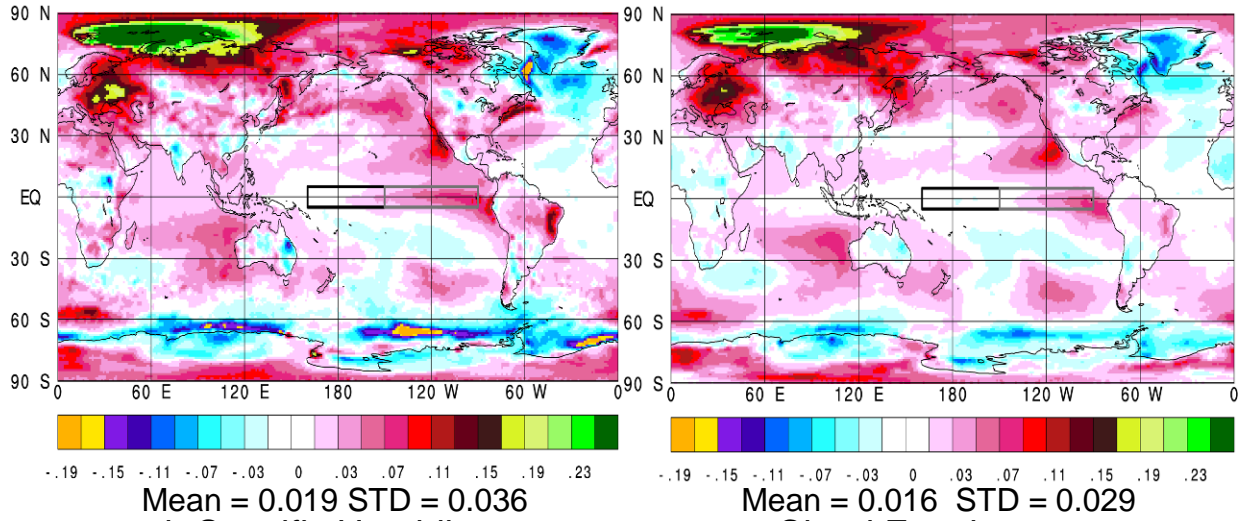 90 N
60 N
30 N
EQ
30 S
60 S
90 S
0 60 E 120 E 180 120 W 60 W 0
-.19 -.15 -.11 -.07 -.03 0 .03 .07 .11 .15 .19 .23
Mean = 0.019 STD = 0.036
90 N
60 N
30 N
EQ
30 S
60 S
90 S
0 60 E 120 E 180 120 W 60 W 0
-.19 -.15 -.11 -.07 -.03 0 .03 .07 .11 .15 .19 .23
Mean = 0.016 STD = 0.029